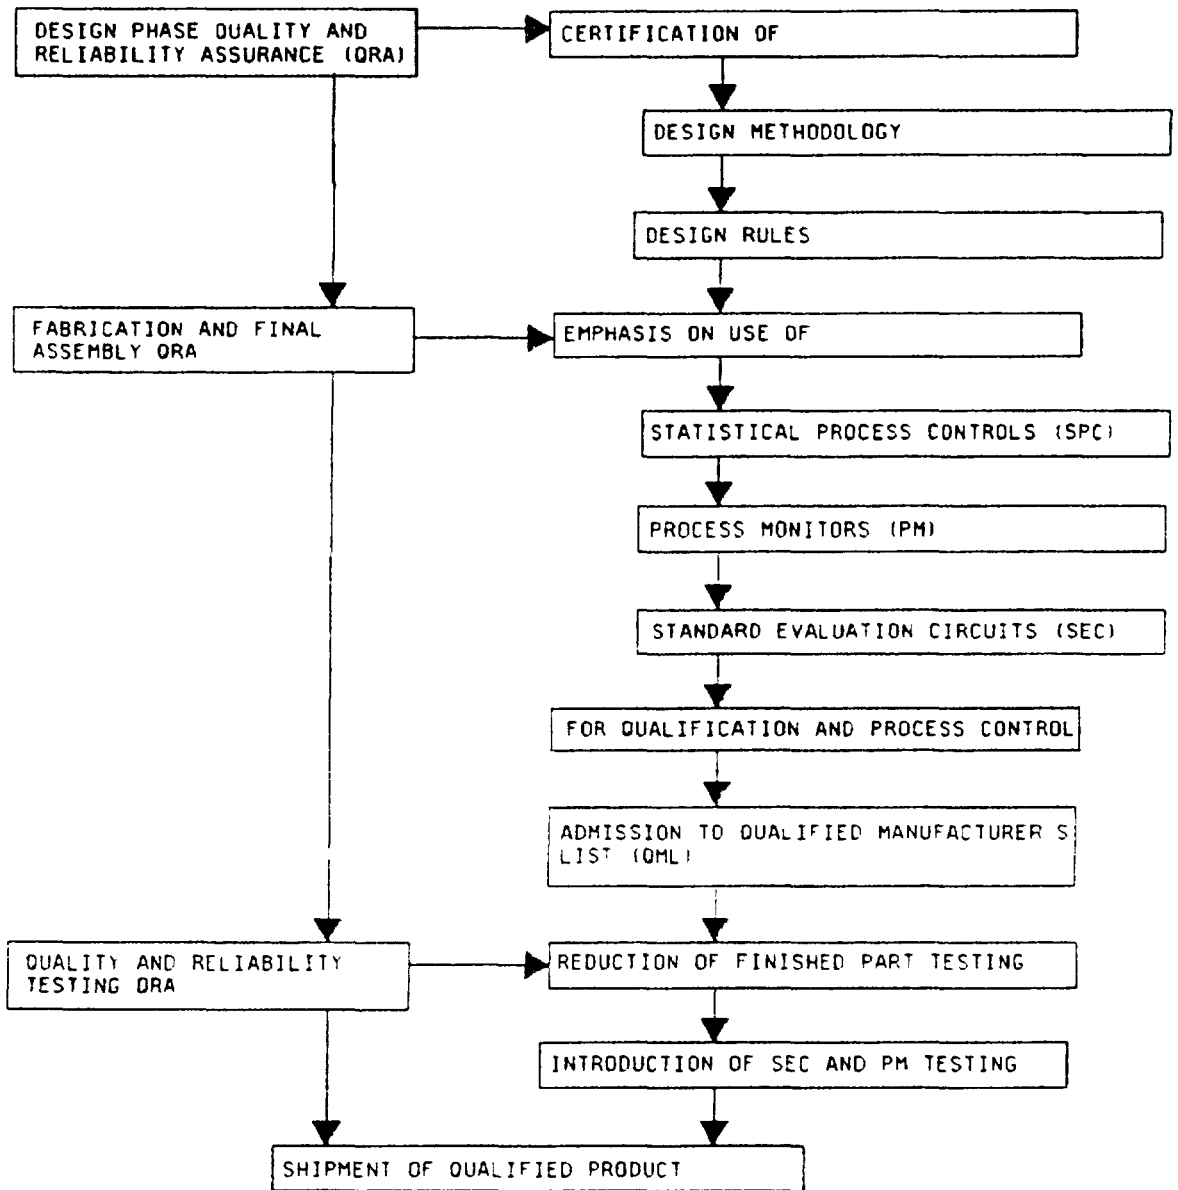 DESIGN PHASE QUALITY AND
RELIABILITY ASSURANCE (QRA)
CERTIFICATION OF
DESIGN METHODOLOGY
DESIGN RULES
FABRICATION AND FINAL
ASSEMBLY QRA
EMPHASIS ON USE OF
STATISTICAL PROCESS CONTROLS (SPC)
PROCESS MONITORS (PM)
STANDARD EVALUATION CIRCUITS (SEC)
FOR QUALIFICATION AND PROCESS CONTROL
ADMISSION TO QUALIFIED MANUFACTURER S
LIST (QML)
QUALITY AND RELIABILITY
TESTING QRA
REDUCTION OF FINISHED PART TESTING
INTRODUCTION OF SEC AND PM TESTING
SHIPMENT OF QUALIFIED PRODUCT